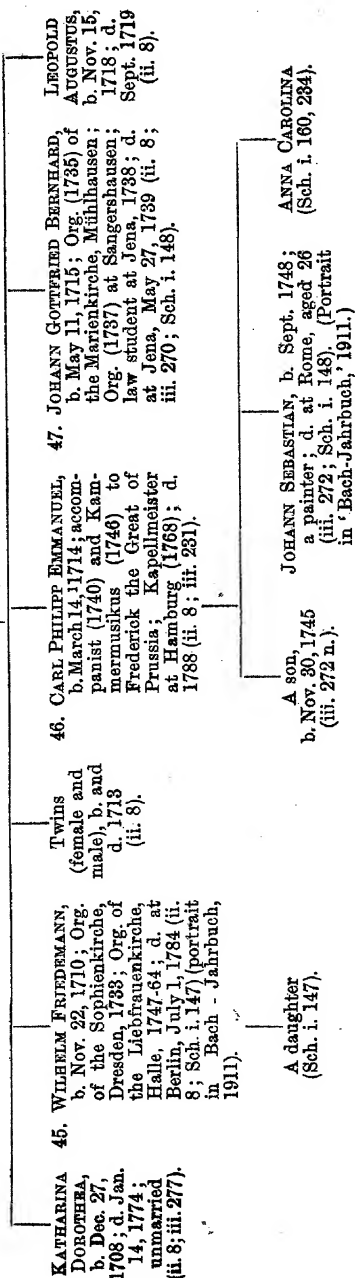 KATHARINA
DOROTHEA,
b. Dec. 27,
1708; d. Jan.
14, 1774;
unmarried
(ii. 8; iii. 277).
45. WILHELM FRIEDEMANN,
b. Nov. 22, 1710; Org.
of the Sophienkirche,
Dresden, 1733; Org. of
the Liebfrauenkirche,
Halle, 1747-64; d. at
Berlin, July 1, 1784 (ii.
8; Sch. i. 147) (portrait
in Bach - Jahrbuch,
1911).
A daughter
(Sch. i. 147).
Twins
(female and
male), b. and
d. 1713
(ii. 8).
46. CARL PHILIPP EMMANUEL,
b. March 14, 1714; accom-
panist (1740) and Kam-
mermusikus (1746) to
Frederick the Great of
Prussia; Kapellmeister
at Hamburg (1768); d.
1788 (ii. 8; iii. 231).
A son,
b. Nov. 30, 1745
(iii. 272 n.).
JOHANN SEBASTIAN, b. Sept. 1748;
a painter; d. at Rome, aged 26
(iii. 272; Sch. i. 148). (Portrait
in 'Bach-Jahrbuch,' 1911.)
ANNA CAROLINA
(Sch. i. 160, 234).
47. JOHANN GOTTFRIED BERNHARD,
b. May 11, 1715; Org. (1735) of
the Marienkirche, Mühlhausen;
Org. (1737) at Sangershausen;
law student at Jena, 1738; d.
at Jena, May 27, 1739 (ii. 8;
iii. 270; Sch. i. 148).
LEOPOLD
AUGUSTUS,
b. Nov. 15,
1718; d.
Sept. 1719
(ii. 8).